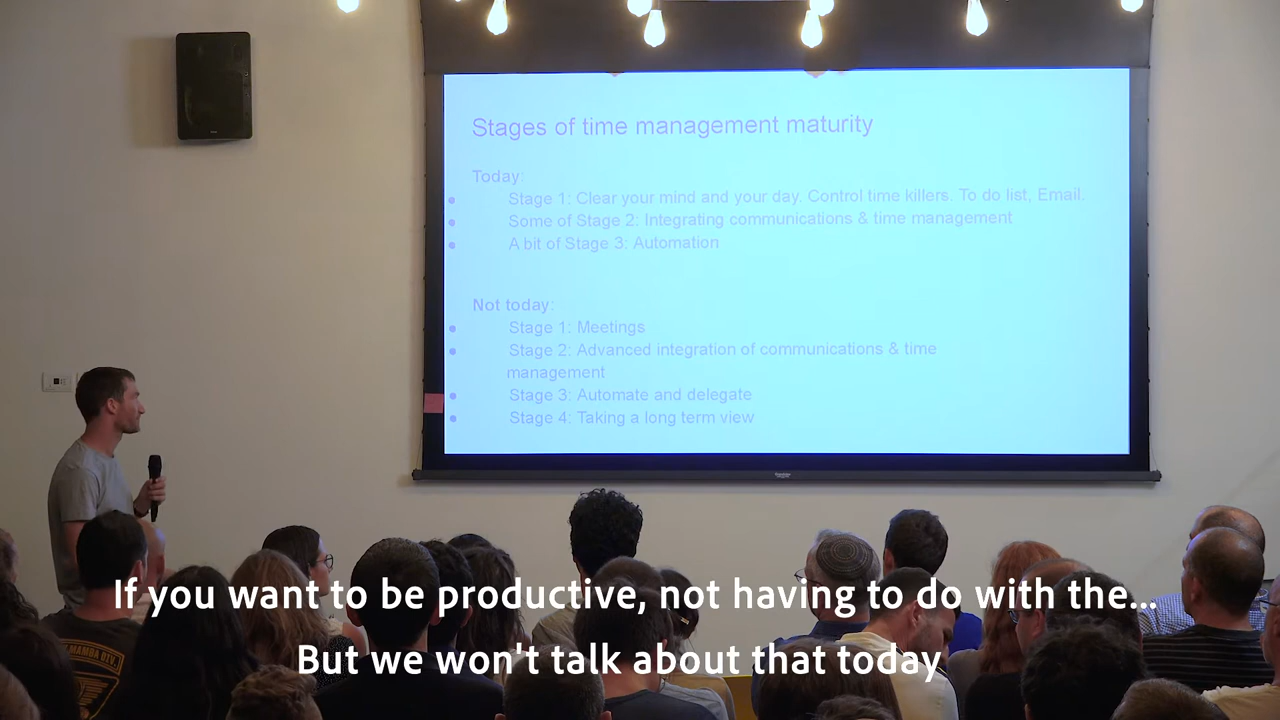 Stages of time management maturity
Today:
Stage 1: Clear your mind and your day. Control time killers. To do list, Email.
Some of Stage 2: Integrating communications & time management
A bit of Stage 3: Automation
Not today:
Stage 1: Meetings
Stage 2: Advanced integration of communications & time
management
Stage 3: Automate and delegate
Stage 4: Taking a long term view
If you want to be productive, not having to do with the...
But we won't talk about that today